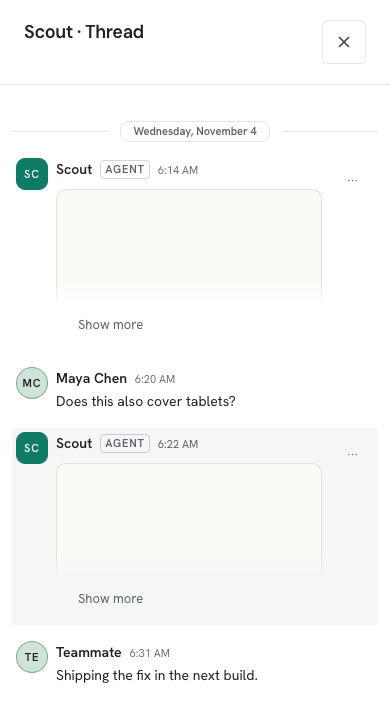 Scout · Thread
Wednesday, November 4
SC
Scout AGENT 6:14 AM
...
Show more
MC
Maya Chen 6:20 AM
Does this also cover tablets?
SC
Scout AGENT 6:22 AM
...
Show more
TE
Teammate 6:31 AM
Shipping the fix in the next build.